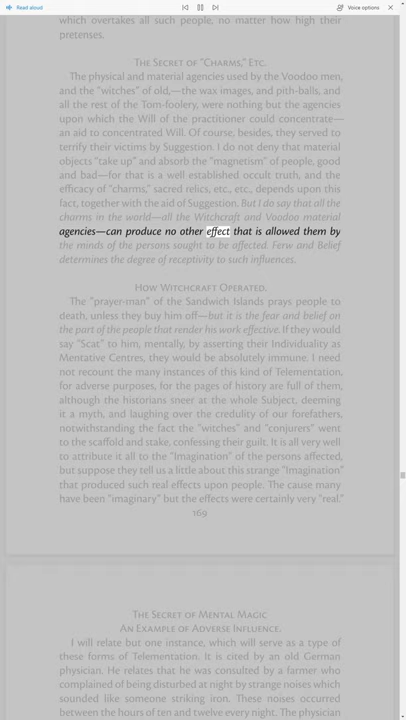 Read aloud
Voice options
which overtakes all such people, no matter how high their
pretenses.
The Secret of "Charms," Etc.
The physical and material agencies used by the Voodoo men,
and the "witches" of old,—the wax images, and pith-balls, and
all the rest of the Tom-foolery, were nothing but the agencies
upon which the Will of the practitioner could concentrate—
an aid to concentrated Will. Of course, besides, they served to
terrify their victims by Suggestion. I do not deny that material
objects "take up" and absorb the "magnetism" of people, good
and bad—for that is a well established occult truth, and the
efficacy of "charms," sacred relics, etc., etc., depends upon this
fact, together with the aid of Suggestion. But I do say that all the
charms in the world—all the Witchcraft and Voodoo material
agencies—can produce no other effect that is allowed them by
the minds of the persons sought to be affected. Ferw and Belief
determines the degree of receptivity to such influences.
How Witchcraft Operated.
The "prayer-man" of the Sandwich Islands prays people to
death, unless they buy him off—but it is the fear and belief on
the part of the people that render his work effective. If they would
say "Scat" to him, mentally, by asserting their Individuality as
Mentative Centres, they would be absolutely immune. I need
not recount the many instances of this kind of Telementation,
for adverse purposes, for the pages of history are full of them,
although the historians sneer at the whole Subject, deeming
it a myth, and laughing over the credulity of our forefathers,
notwithstanding the fact the "witches" and "conjurers" went
to the scaffold and stake, confessing their guilt. It is all very well
to attribute it all to the "Imagination" of the persons affected,
but suppose they tell us a little about this strange "Imagination"
that produced such real effects upon people. The cause many
have been "imaginary" but the effects were certainly very "real."
169
The Secret of Mental Magic
An Example of Adverse Influence.
I will relate but one instance, which will serve as a type of
these forms of Telementation. It is cited by an old German
physician. He relates that he was consulted by a farmer who
complained of being disturbed at night by strange noises which
sounded like someone striking iron. These noises occurred
between the hours of ten and twelve every night. The physician